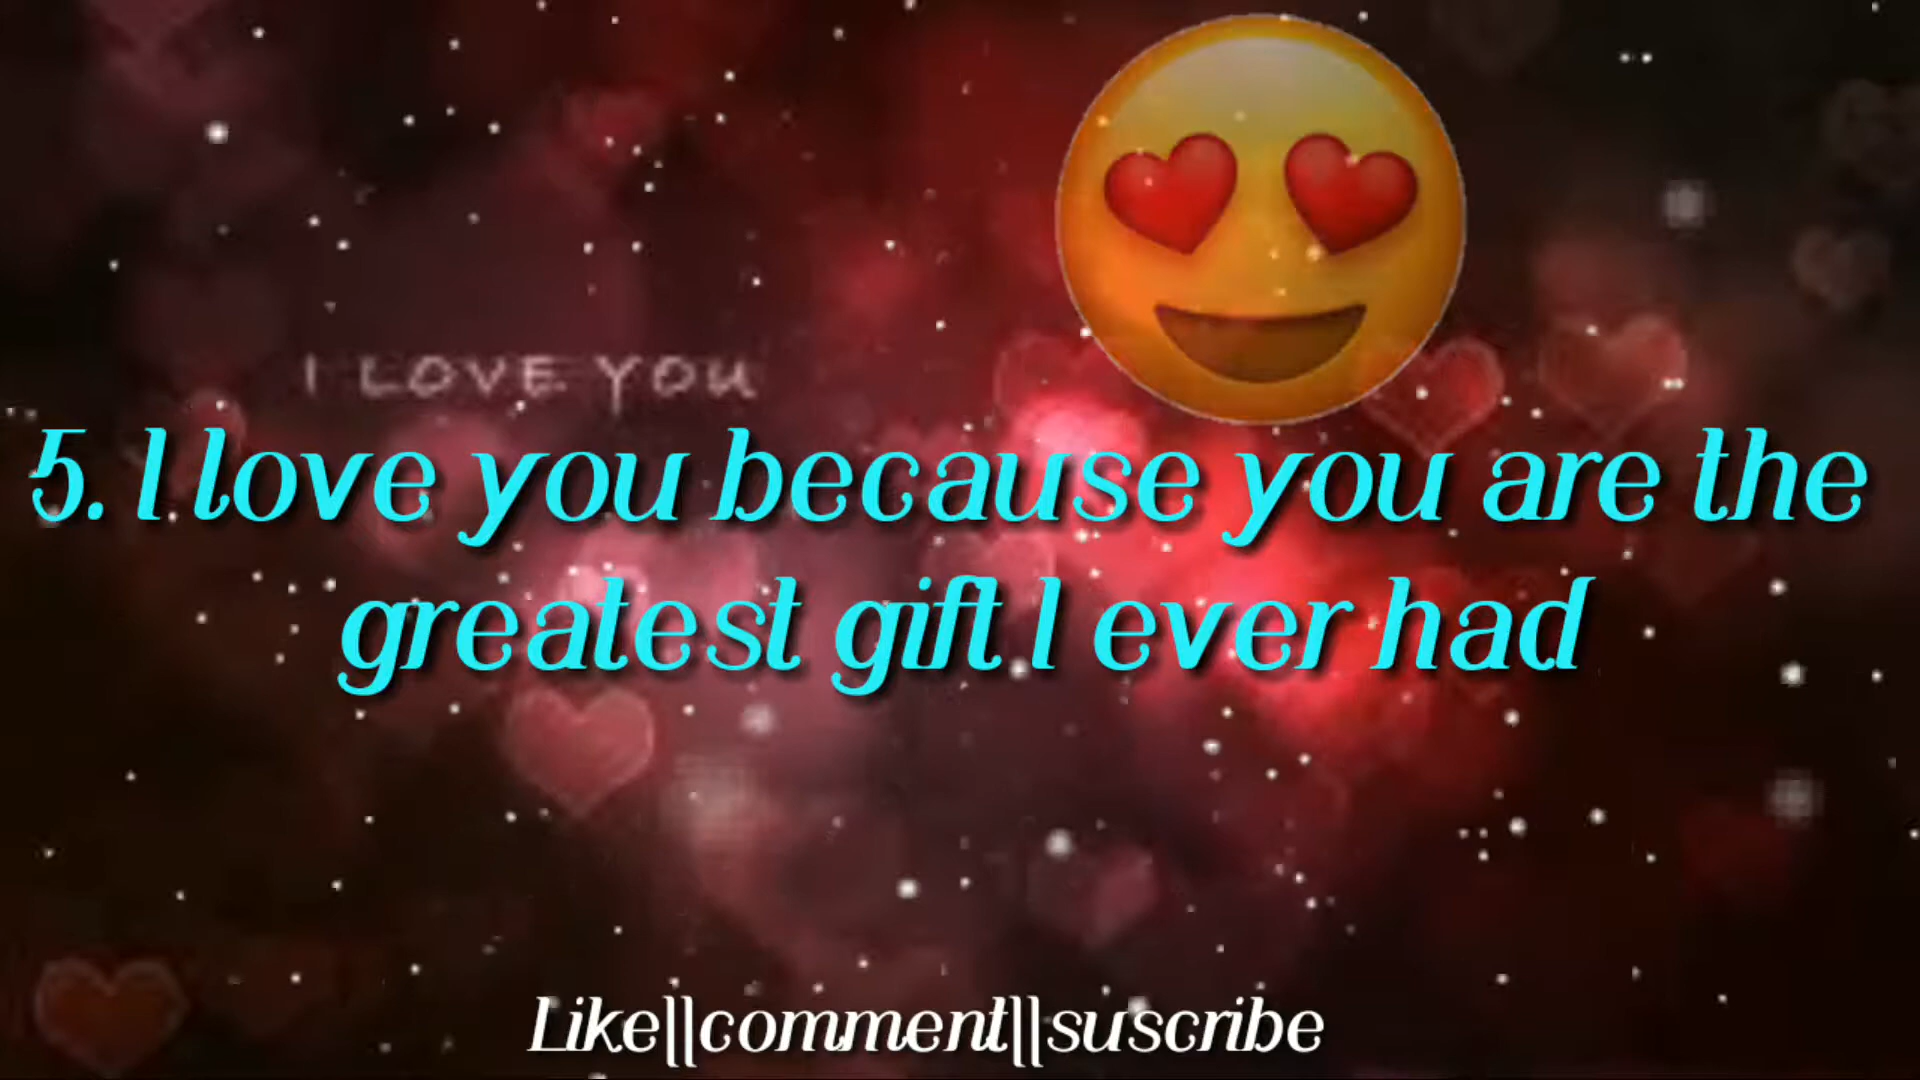 I LOVE YOU
5. I love you because you are the
greatest gift I ever had
Like||comment||suscribe